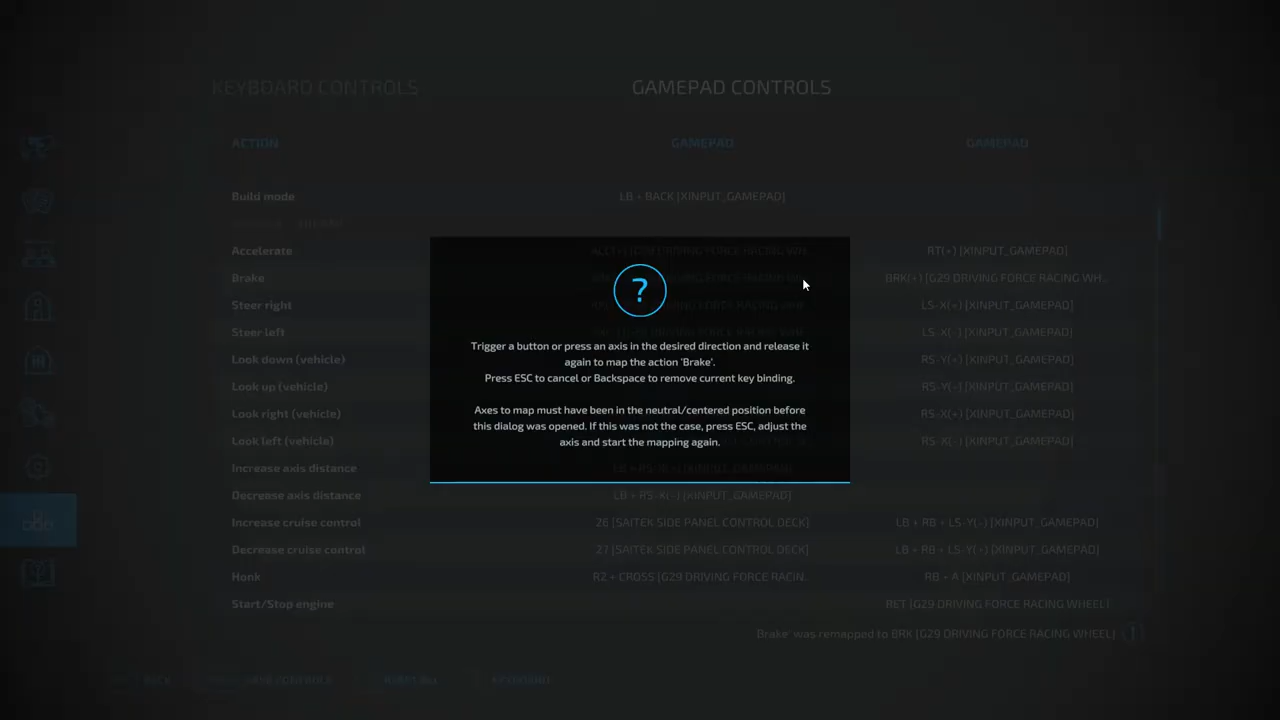 KEYBOARD CONTROLS
GAMEPAD CONTROLS
ACTION
GAMEPAD
GAMEPAD
Build mode
LB + BACK [XINPUT_GAMEPAD]
Accelerate
RT(+) [XINPUT_GAMEPAD]
Brake
BRK(+) [G29 DRIVING FORCE RACING WH...
Steer right
LS-X(+) [XINPUT_GAMEPAD]
Steer left
LS-X(-) [XINPUT_GAMEPAD]
Look down (vehicle)
RS-Y(+) [XINPUT_GAMEPAD]
Look up (vehicle)
RS-Y(-) [XINPUT_GAMEPAD]
Look right (vehicle)
RS-X(+) [XINPUT_GAMEPAD]
Look left (vehicle)
RS-X(-) [XINPUT_GAMEPAD]
Increase axis distance
Decrease axis distance
LB + RS-X(-) [XINPUT_GAMEPAD]
Increase cruise control
26 [SAITEK SIDE PANEL CONTROL DECK]
LB + RB + LS-Y(-) [XINPUT_GAMEPAD]
Decrease cruise control
27 [SAITEK SIDE PANEL CONTROL DECK]
LB + RB + LS-Y(+) [XINPUT_GAMEPAD]
Honk
R2 + CROSS [G29 DRIVING FORCE RACIN...
RB + A [XINPUT_GAMEPAD]
Start/Stop engine
RET [G29 DRIVING FORCE RACING WHEEL]
'Brake' was remapped to BRK [G29 DRIVING FORCE RACING WHEEL]
BACK
?
Trigger a button or press an axis in the desired direction and release it
again to map the action 'Brake'.
Press ESC to cancel or Backspace to remove current key binding.
Axes to map must have been in the neutral/centered position before
this dialog was opened. If this was not the case, press ESC, adjust the
axis and start the mapping again.